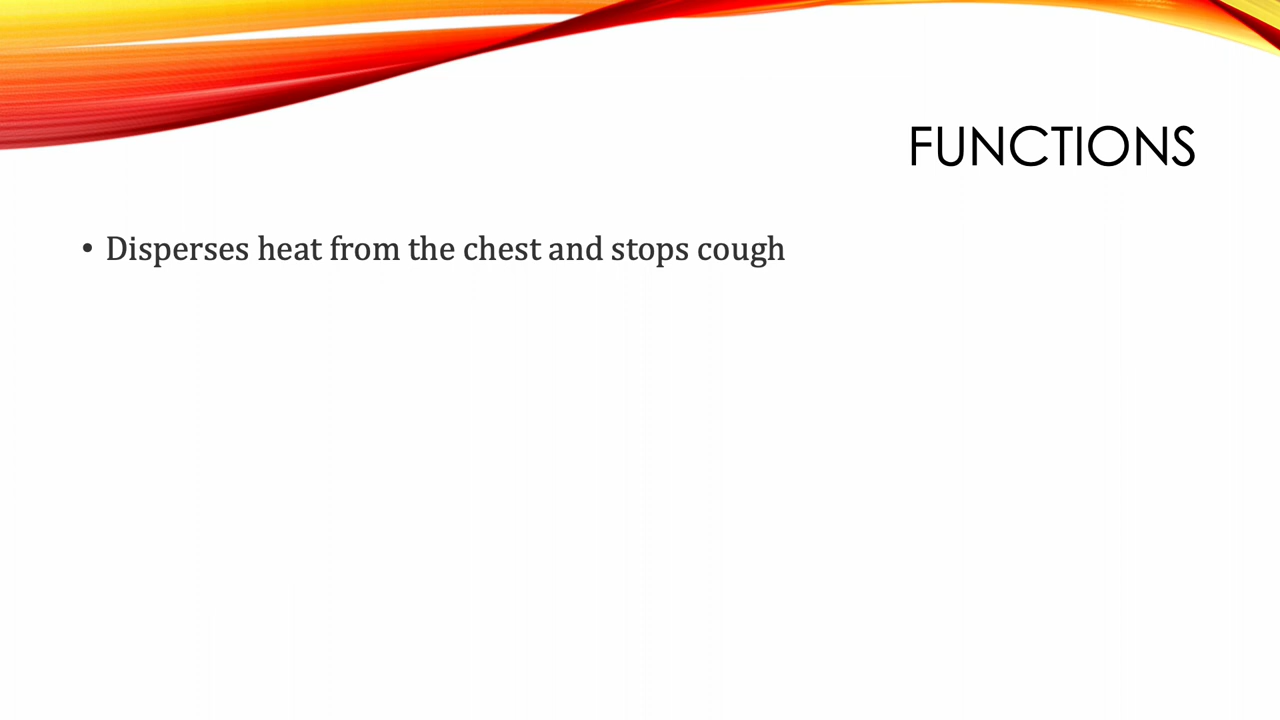 FUNCTIONS
• Disperses heat from the chest and stops cough